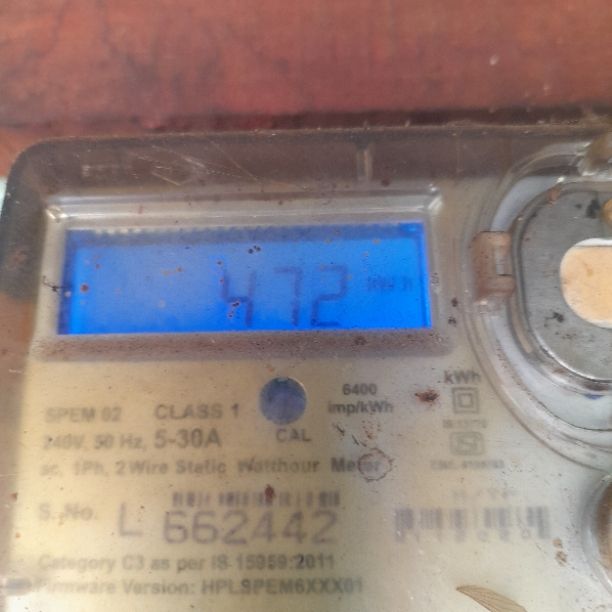 472 kWh
6400
kWh
SPEM 02 CLASS 1 imp/kWh
240V, 50 Hz, 5-30A CAL
ac, 1Ph, 2 Wire Static Watthour Meter
S. No. L 662442
Category C3 as per IS 15959:2011
Firmware Version: HPLSPEM6XXX01